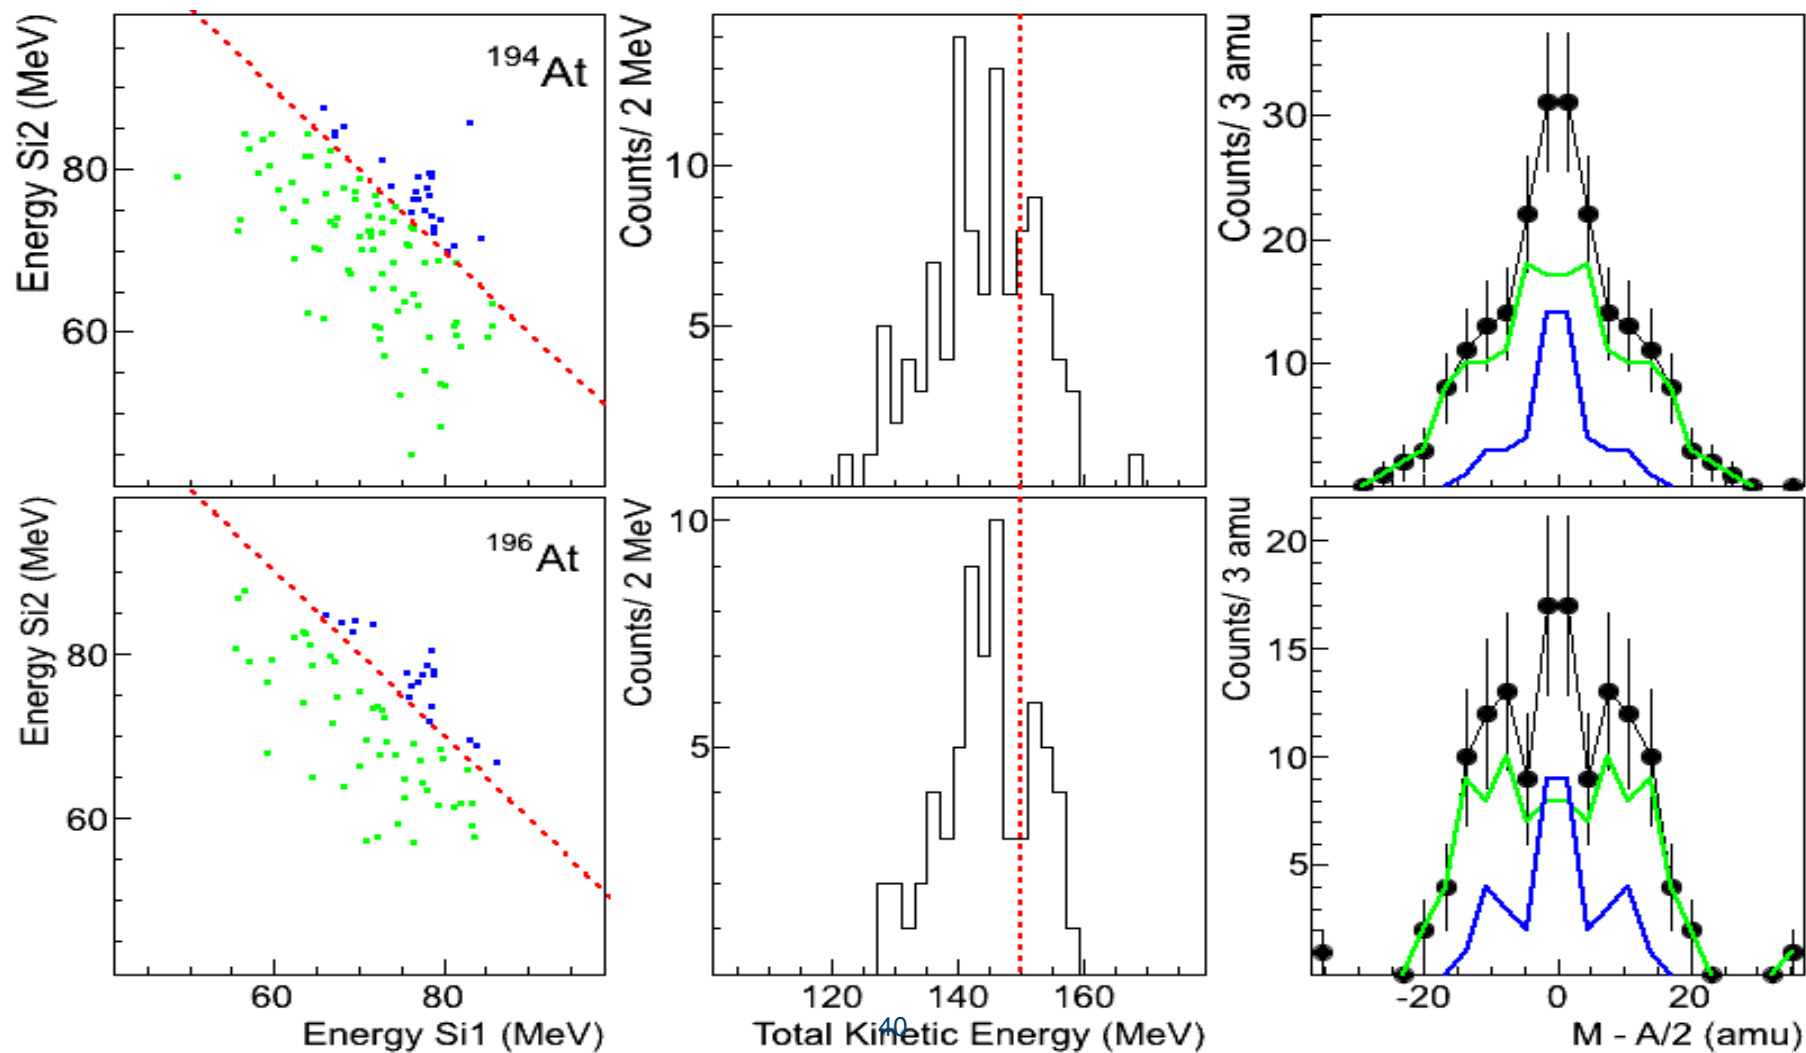 Energy Si2 (MeV)
80
60
194At
Counts/ 2 MeV
10
5
Counts/ 3 amu
30
20
10
Energy Si2 (MeV)
80
60
196At
60
80
Energy Si1 (MeV)
Counts/ 2 MeV
10
5
120
140
160
Total Kinetic Energy (MeV)
40
Counts/ 3 amu
20
15
10
5
-20
0
20
M - A/2 (amu)